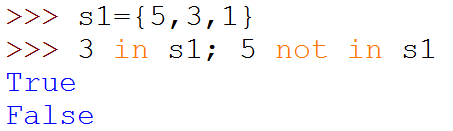 >>> s1={5,3,1}
>>> 3 in s1; 5 not in s1
True
False